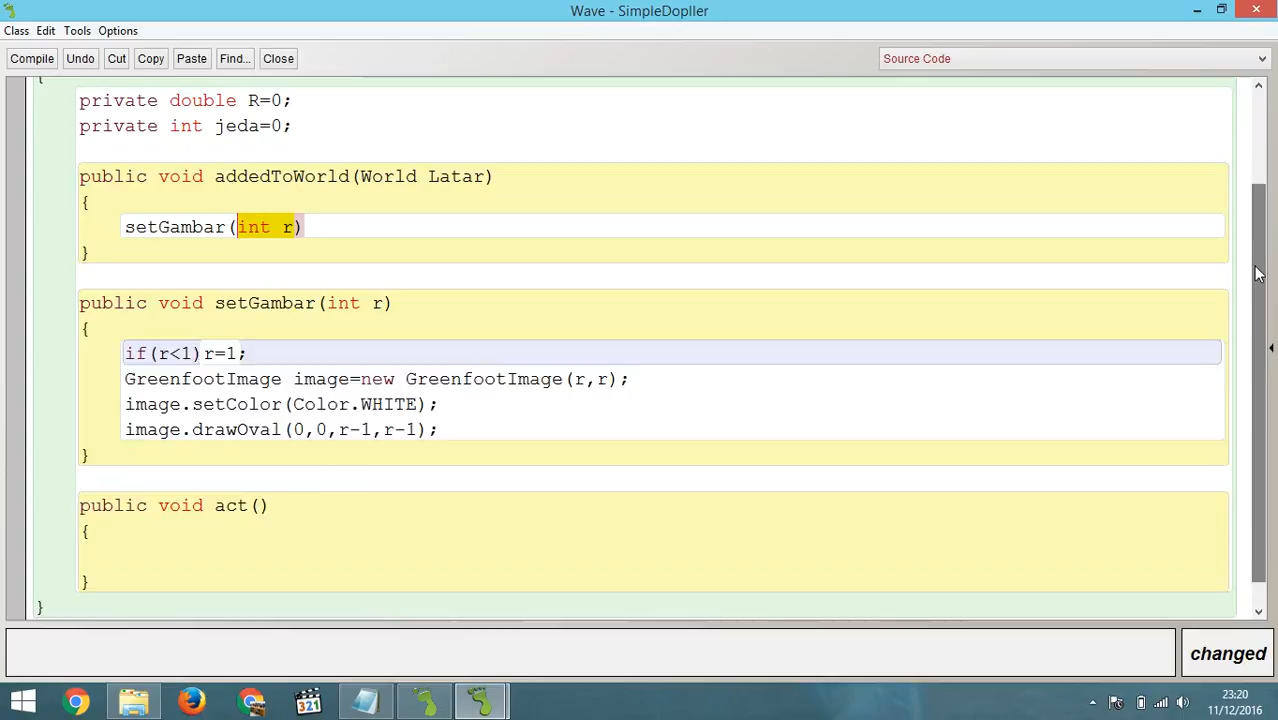 Wave - SimpleDopller
Class Edit Tools Options
Compile Undo Cut Copy Paste Find... Close Source Code
{
private double R=0;
private int jeda=0;
public void addedToWorld(World Latar)
{
setGambar(int r)
}
public void setGambar(int r)
{
if(r<1)r=1;
GreenfootImage image=new GreenfootImage(r,r);
image.setColor(Color.WHITE);
image.drawOval(0,0,r-1,r-1);
}
public void act()
{
}
}
changed
321
23:20
11/12/2016